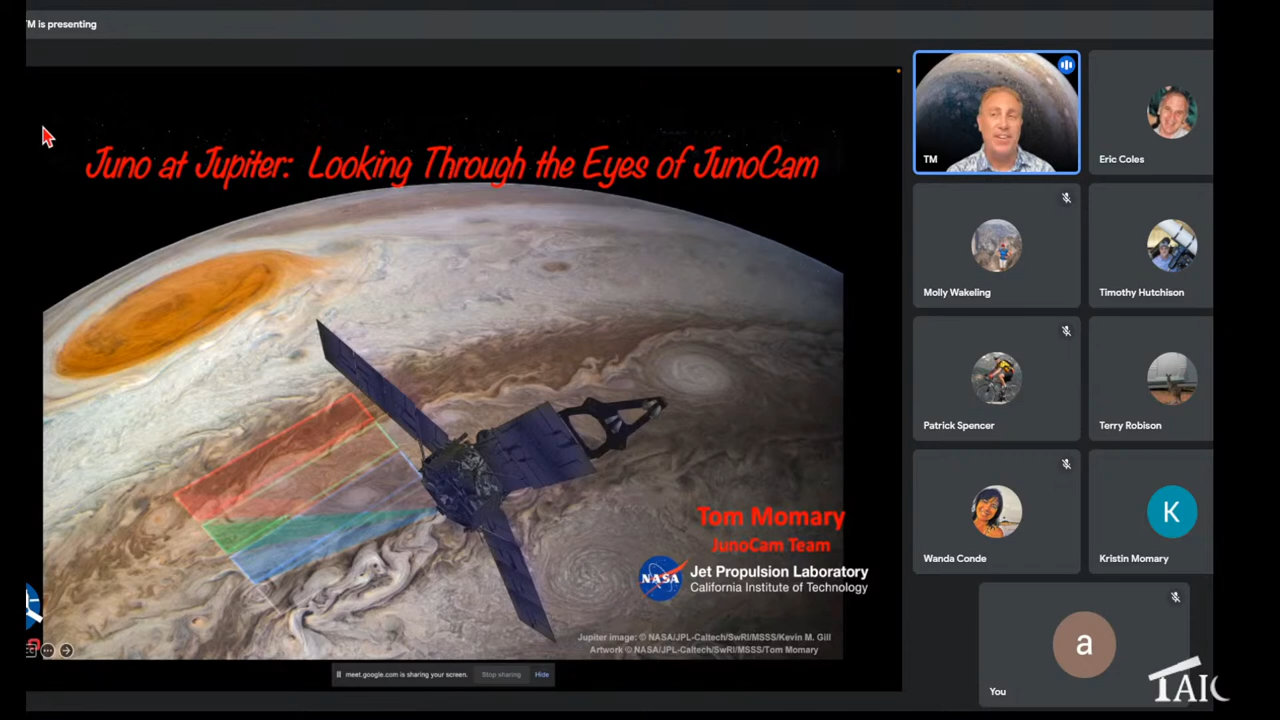 TM is presenting
Juno at Jupiter: Looking Through the Eyes of JunoCam
Tom Momary
JunoCam Team
NASA
Jet Propulsion Laboratory
California Institute of Technology
Jupiter image: © NASA/JPL-Caltech/SwRI/MSSS/Kevin M. Gill
Artwork © NASA/JPL-Caltech/SwRI/MSSS/Tom Momary
meet.google.com is sharing your screen.
Stop sharing
Hide
TM
Eric Coles
Molly Wakeling
Timothy Hutchison
Patrick Spencer
Terry Robison
Wanda Conde
K
Kristin Momary
a
You
TAIC